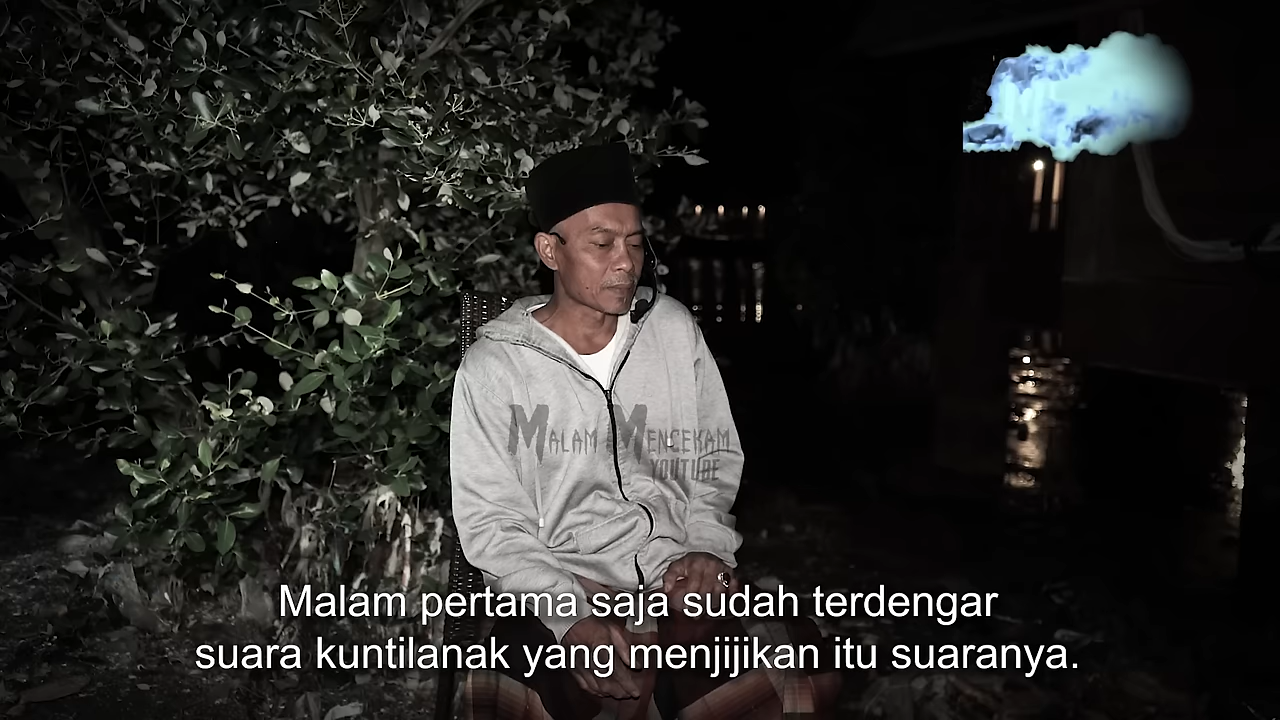 MALAM MENCEKAM
YOUTUBE
Malam pertama saja sudah terdengar
suara kuntilanak yang menjijikan itu suaranya.